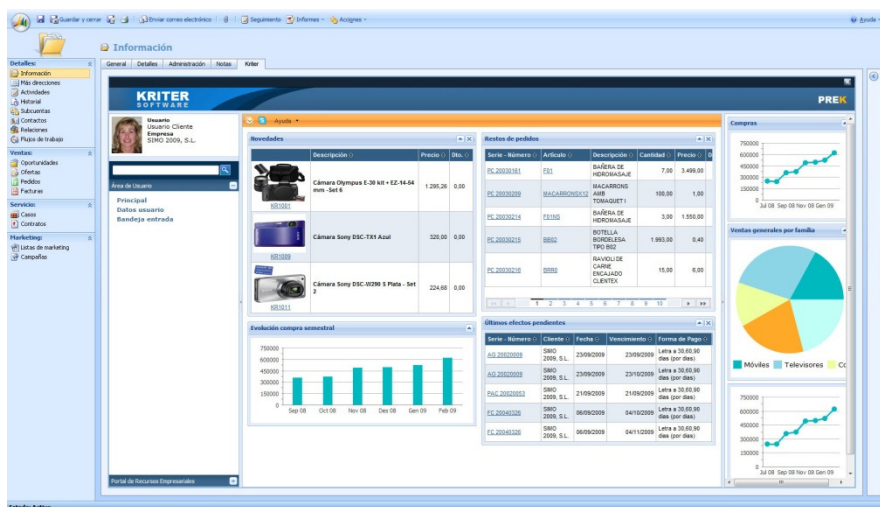 Guardar y cerrar Enviar correo electrónico Seguimiento Informes Acciones Ayuda
Información
Detalles:
Información
Más direcciones
Actividades
Historial
Subcuentas
Contactos
Relaciones
Flujos de trabajo
Ventas:
Oportunidades
Ofertas
Pedidos
Facturas
Servicio:
Casos
Contratos
Marketing:
Listas de marketing
Campañas
General Detalles Administración Notas Kriter
KRITER
SOFTWARE
PREK
Usuario
Usuario Cliente
Empresa
SIMO 2009, S.L.
Área de Usuario
Principal
Datos usuario
Bandeja entrada
Portal de Recursos Empresariales
Ayuda
Novedades
Descripción Precio Dto.
KR1001 Cámara Olympus E-30 kit + EZ-14-54 mm -Set 6 1.295,26 0,00
KR1009 Cámara Sony DSC-TX1 Azul 320,00 0,00
KR1011 Cámara Sony DSC-W290 S Plata - Set 2 224,68 0,00
Evolución compra semestral
750000
600000
450000
300000
150000
0
Sep 08 Oct 08 Nov 08 Dec 08 Gen 09 Feb 09
Restos de pedidos
Serie - Número Artículo Descripción Cantidad Precio D
PC 20030161 F01 BAÑERA DE HIDROMASAJE 7,00 3.499,00
PC 20030209 MACARRONSX12 MACARRONS AMB TOMAQUET I 100,00 1,00
PC 20030214 F01NS BAÑERA DE HIDROMASAJE 3,00 1.550,00
PC 20030215 BB02 BOTELLA BORDELESA TIPO B02 1.993,00 0,40
PC 20030216 BRR0 RAVIOLI DE CARNE ENCAJADO CLIENTEX 15,00 6,00
1 2 3 4 5 6 7 8 9 10
Últimos efectos pendientes
Serie - Número Cliente Fecha Vencimiento Forma de Pago
AG 20020009 SIMO 2009, S.L. 23/09/2009 23/09/2009 Letra a 30,60,90 dias (por dias)
AG 20020009 SIMO 2009, S.L. 23/09/2009 23/10/2009 Letra a 30,60,90 dias (por dias)
PAC 20020053 SIMO 2009, S.L. 21/09/2009 21/09/2009 Letra a 30,60,90 dias (por dias)
FC 20040326 SIMO 2009, S.L. 06/09/2009 04/10/2009 Letra a 30,60,90 dias (por dias)
FC 20040326 SIMO 2009, S.L. 06/09/2009 04/11/2009 Letra a 30,60,90 dias (por dias)
Compras
750000
600000
450000
300000
150000
0
Jul 08 Sep 08 Nov 08 Gen 09
Ventas generales por familia
Móviles Televisores Co
750000
600000
450000
300000
150000
0
Jul 08 Sep 08 Nov 08 Gen 09